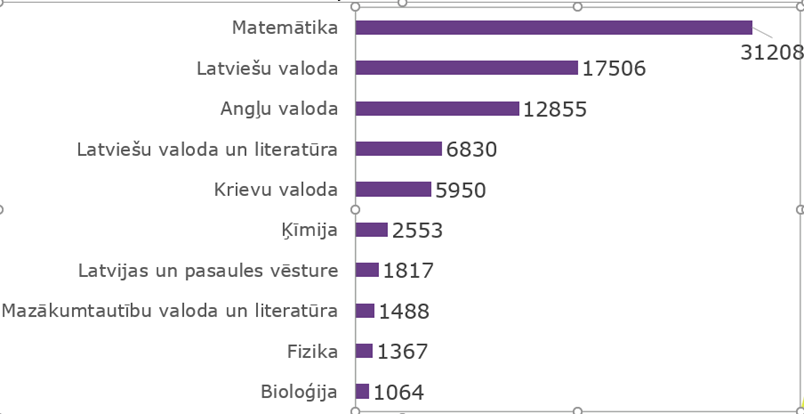 Matemātika 31208
Latviešu valoda 17506
Angļu valoda 12855
Latviešu valoda un literatūra 6830
Krievu valoda 5950
Ķīmija 2553
Latvijas un pasaules vēsture 1817
Mazākumtautību valoda un literatūra 1488
Fizika 1367
Bioloģija 1064